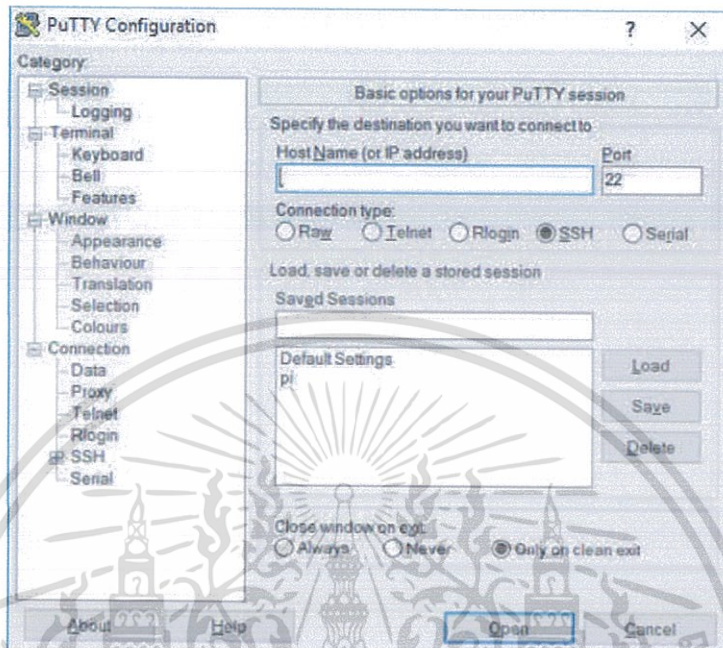 PuTTY Configuration
? X
Category:
Session
Logging
Terminal
Keyboard
Bell
Features
Window
Appearance
Behaviour
Translation
Selection
Colours
Connection
Data
Proxy
Telnet
Rlogin
SSH
Serial
Basic options for your PuTTY session
Specify the destination you want to connect to
Host Name (or IP address) Port
22
Connection type:
Raw Telnet Rlogin SSH Serial
Load, save or delete a stored session
Saved Sessions
Default Settings
pi
Load
Save
Delete
Close window on exit:
Always Never Only on clean exit
About Help Open Cancel